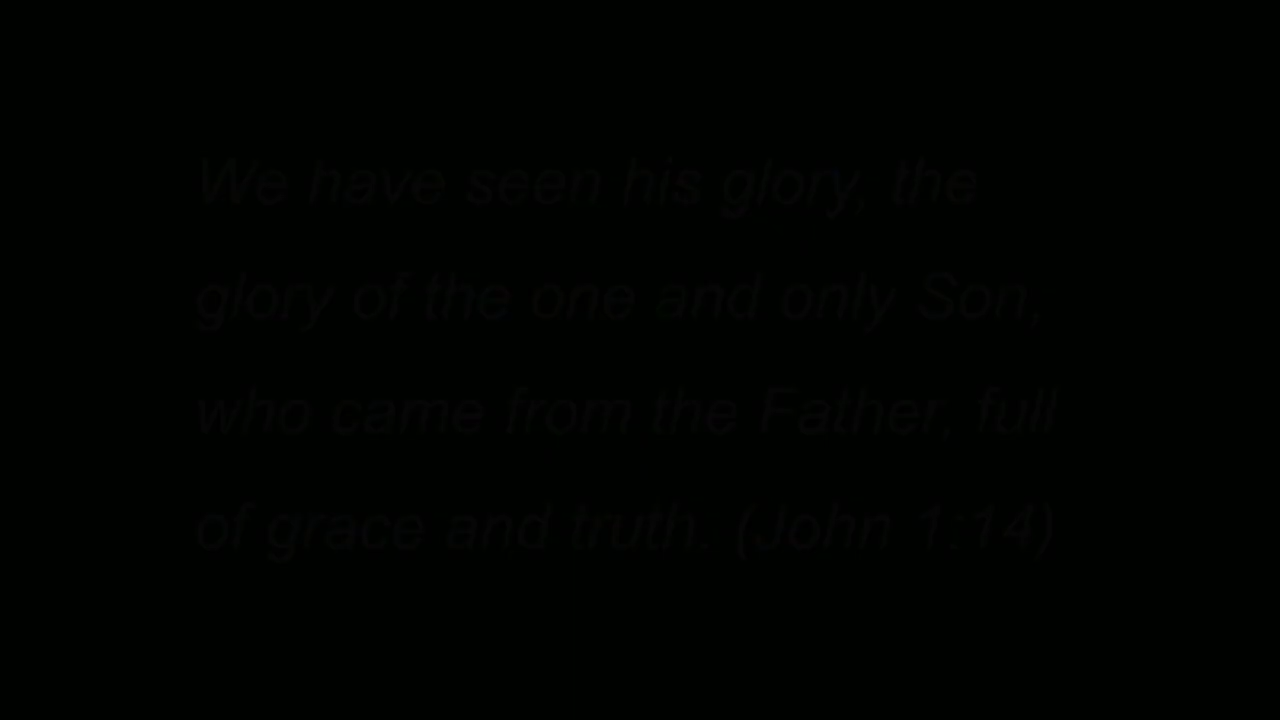 We have seen his glory, the
glory of the one and only Son,
who came from the Father, full
of grace and truth. (John 1:14)